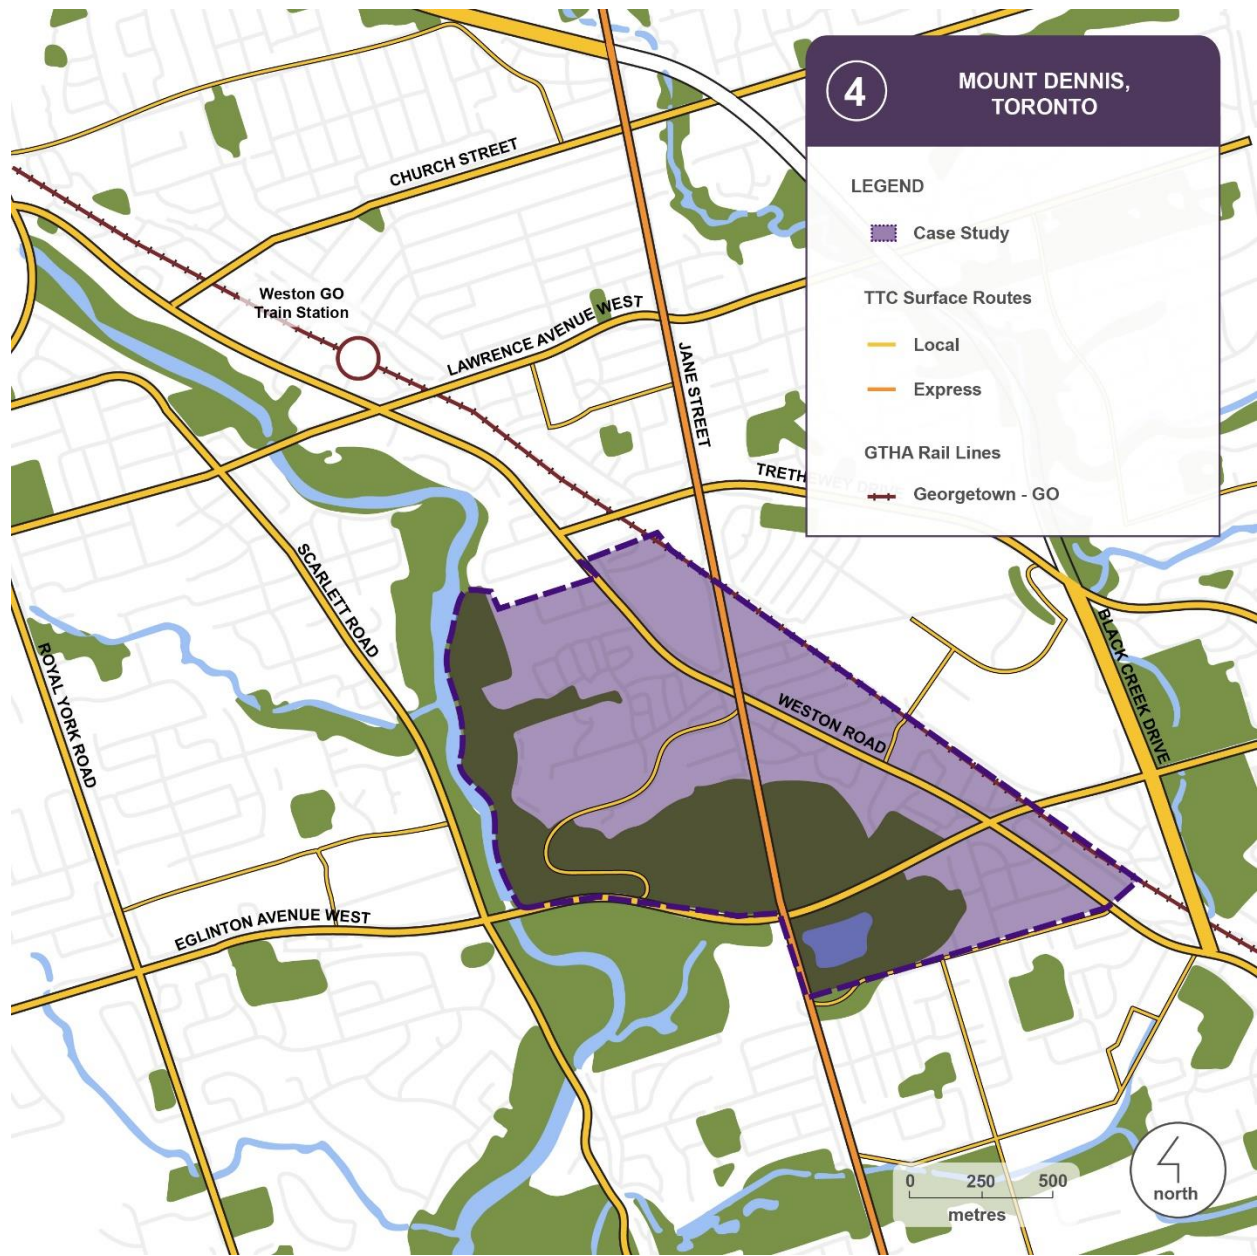 4
MOUNT DENNIS,
TORONTO
LEGEND
Case Study
TTC Surface Routes
Local
Express
GTHA Rail Lines
Georgetown - GO
CHURCH STREET
Weston GO
Train Station
LAWRENCE AVENUE WEST
JANE STREET
TRETHEWEY DRIVE
SCARLETT ROAD
ROYAL YORK ROAD
BLACK CREEK DRIVE
WESTON ROAD
EGLINTON AVENUE WEST
0 250 500
metres
north